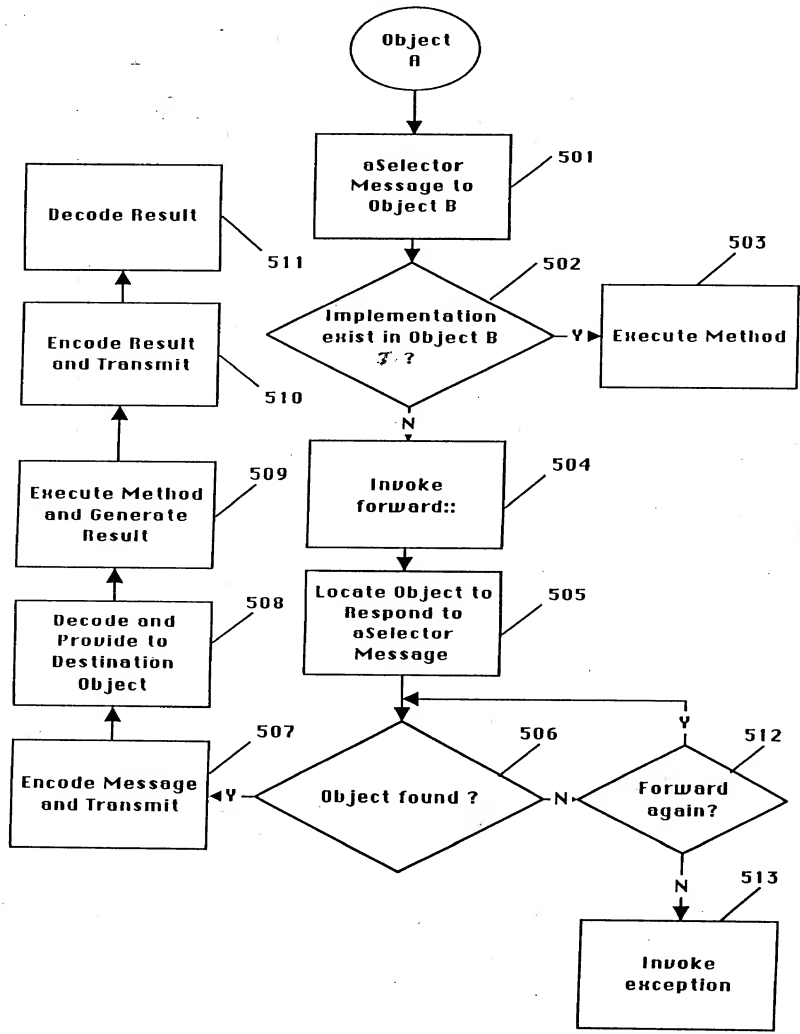 Object
A
aSelector
Message to
Object B
501
Implementation
exist in Object B
?
502
Y
Execute Method
503
N
Invoke
forward::
504
Locate Object to
Respond to
aSelector
Message
505
Object found ?
506
Y
N
Encode Message
and Transmit
507
Decode and
Provide to
Destination
Object
508
Execute Method
and Generate
Result
509
Encode Result
and Transmit
510
Decode Result
511
Forward
again?
512
Y
N
Invoke
exception
513